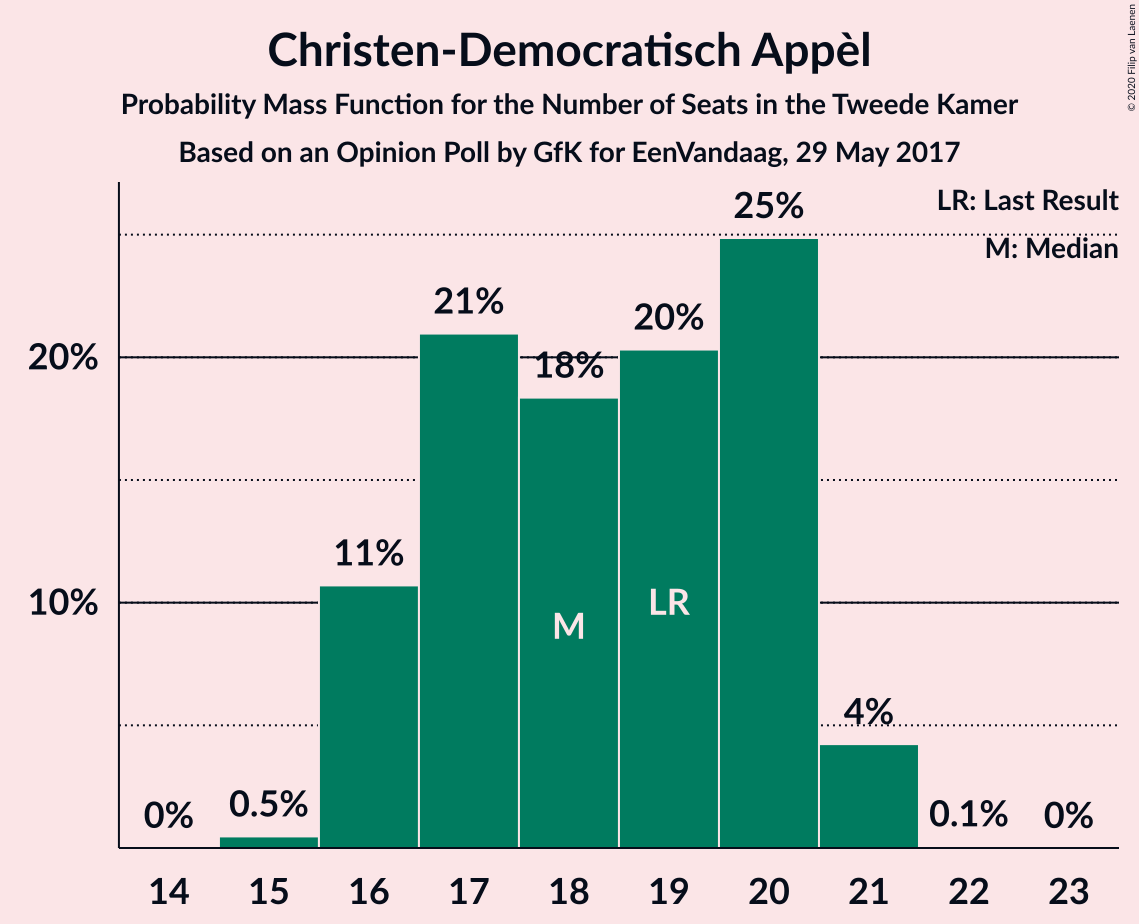 Christen-Democratisch Appèl
Probability Mass Function for the Number of Seats in the Tweede Kamer
Based on an Opinion Poll by GfK for EenVandaag, 29 May 2017
© 2020 Filip van Laenen
LR: Last Result
M: Median
20%
10%
0%
0.5%
11%
21%
18%
20%
25%
4%
0.1%
0%
M
LR
14 15 16 17 18 19 20 21 22 23